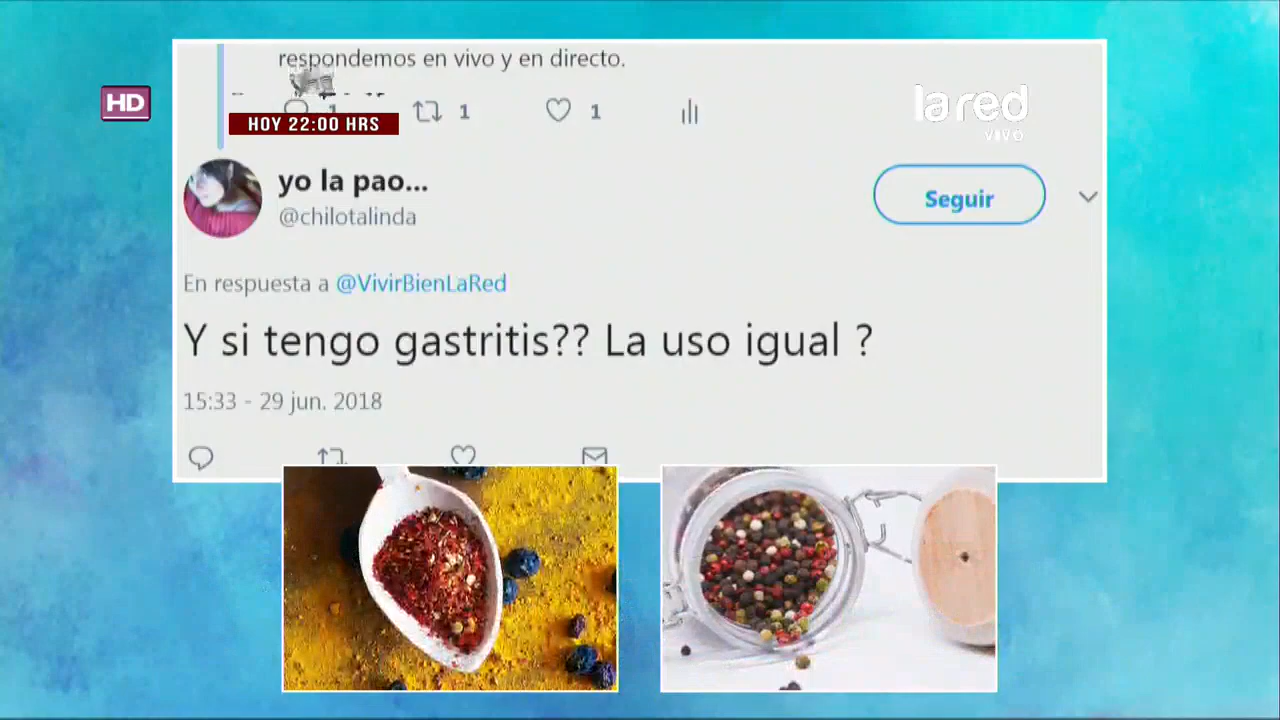 respondemos en vivo y en directo.
HD
la red
VIVO
1 1 1
HOY 22:00 HRS
yo la pao...
@chilotalinda
Seguir
En respuesta a @VivirBienLaRed
Y si tengo gastritis?? La uso igual ?
15:33 - 29 jun. 2018